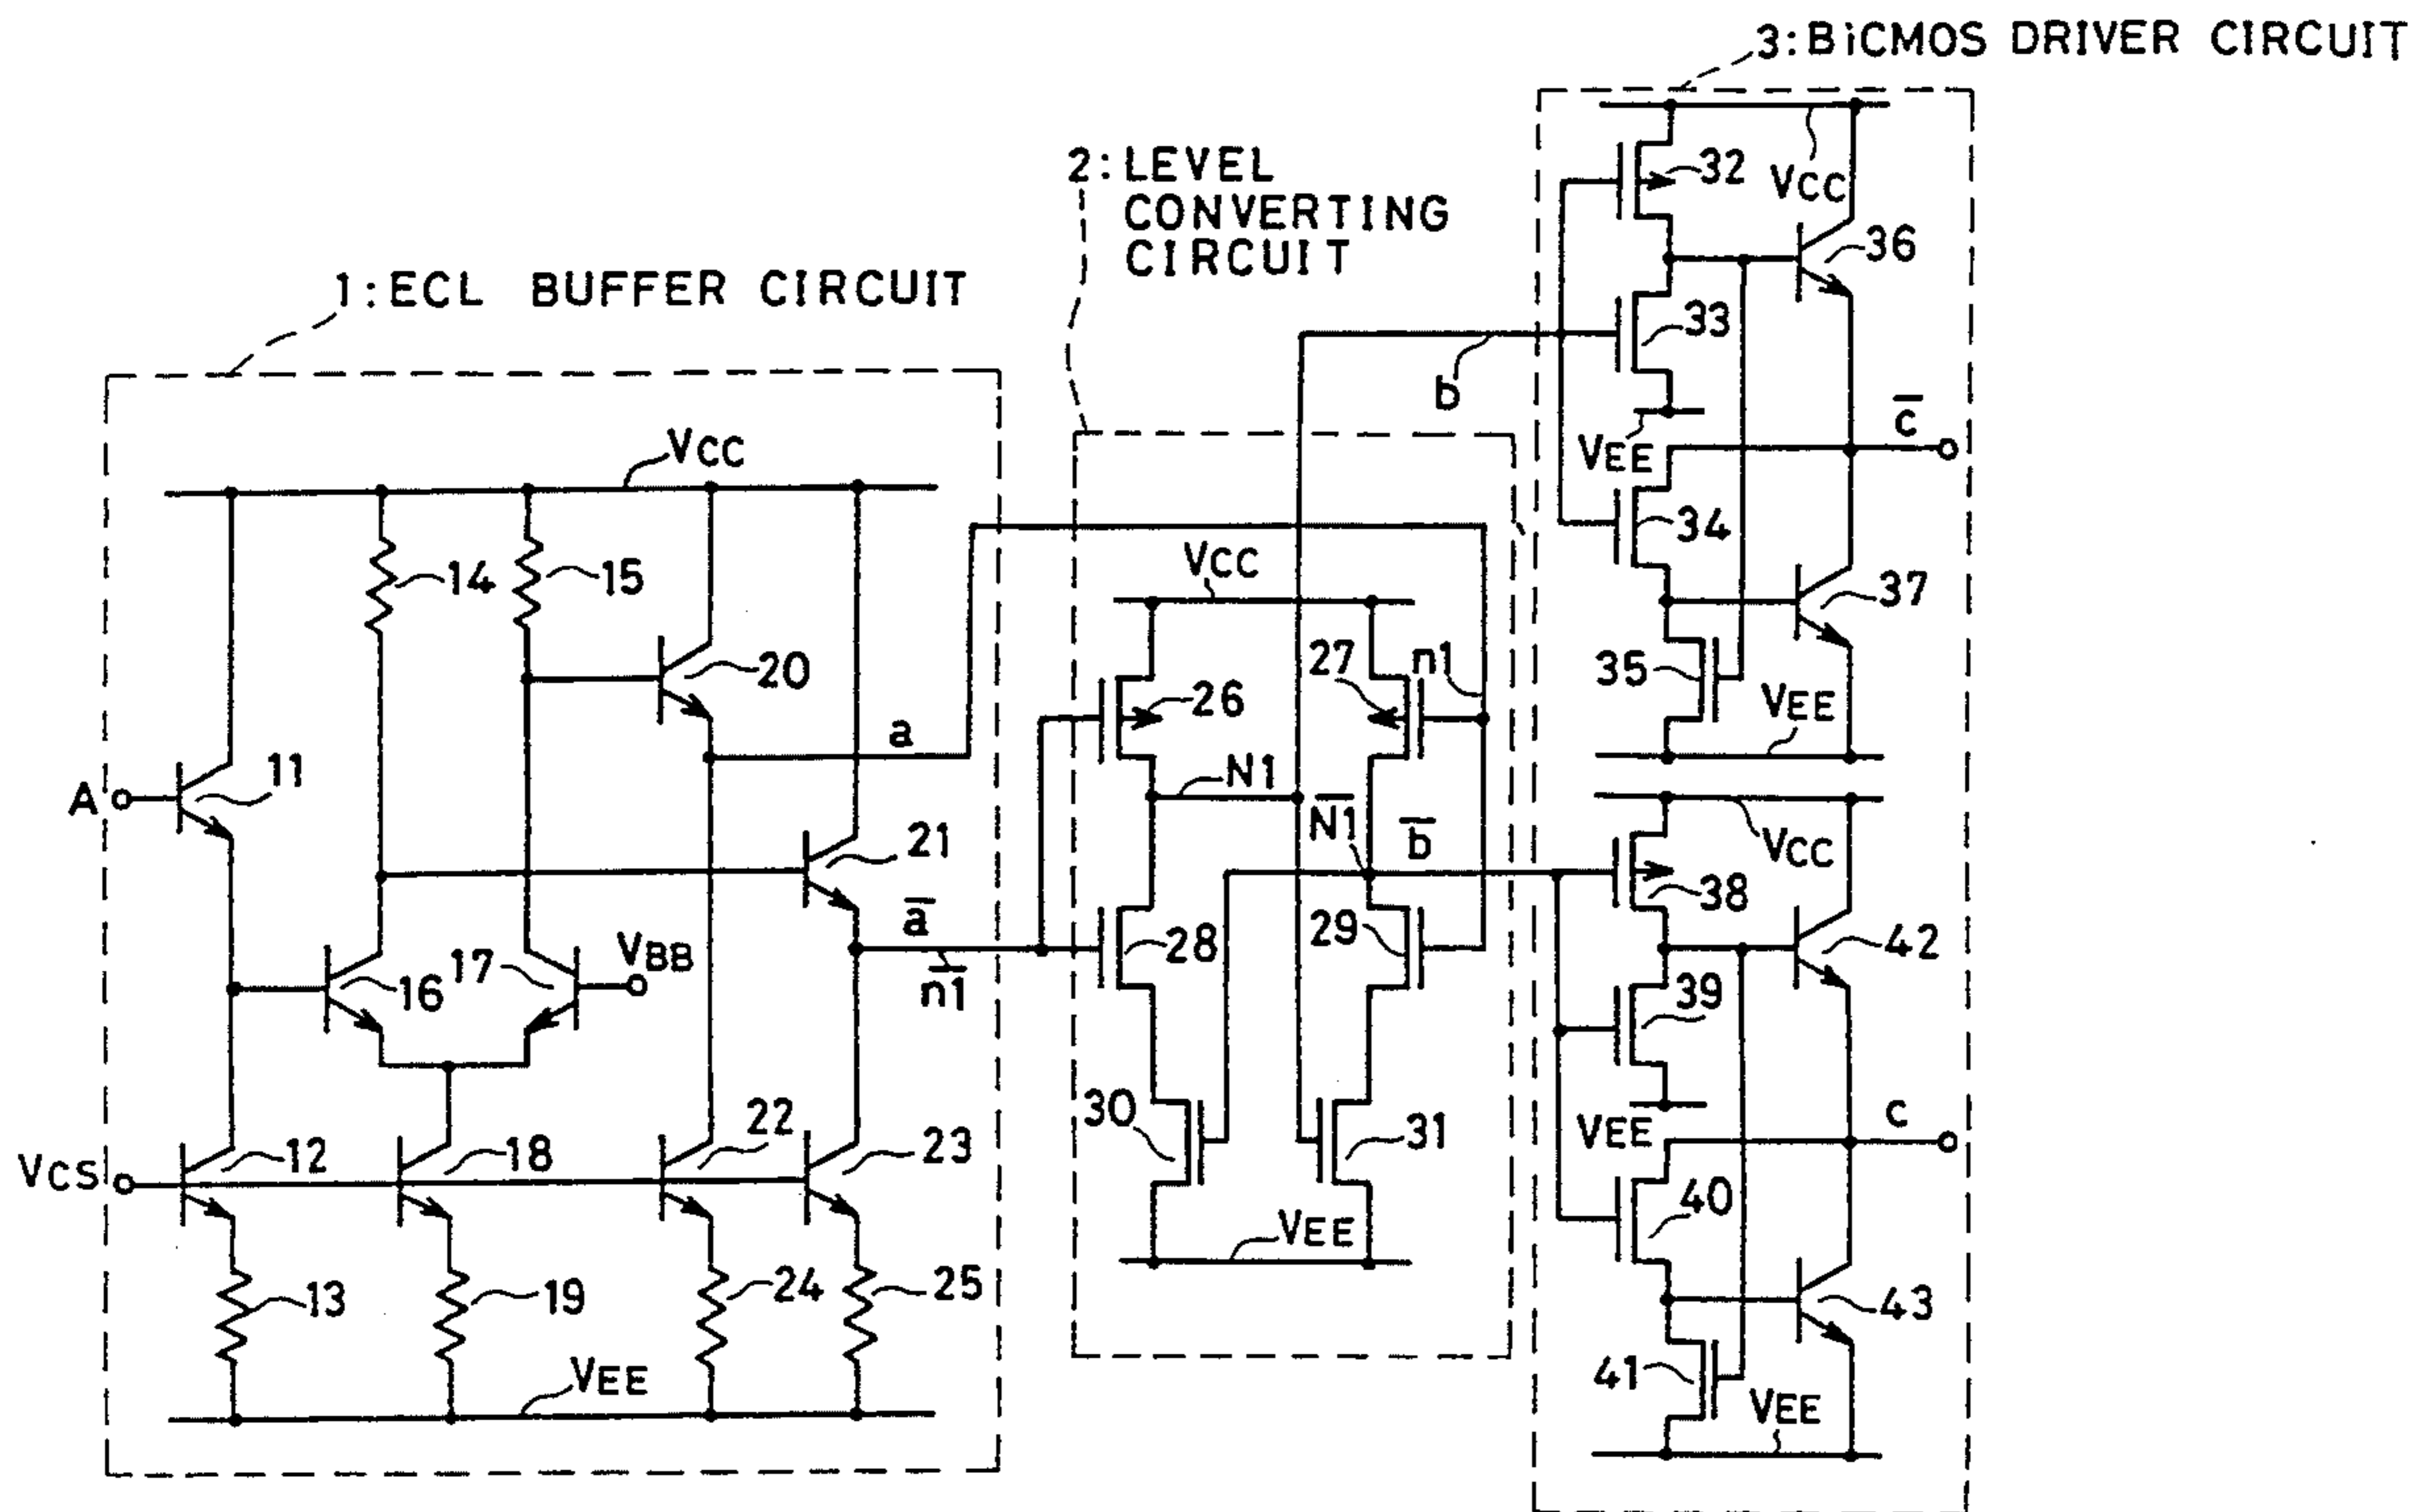 3: BiCMOS DRIVER CIRCUIT
2: LEVEL
CONVERTING
CIRCUIT
1: ECL BUFFER CIRCUIT
32
VCC
36
33
b
c̅
VEE
34
37
35
VEE
VCC
14
15
20
a
A
11
21
a̅
n̅1̅
16
17
VBB
VCS
12
18
22
23
13
19
24
25
VEE
VCC
26
27
n1
N1
N̅1̅
b̅
28
29
30
31
VEE
VCC
38
42
39
VEE
c
40
43
41
VEE